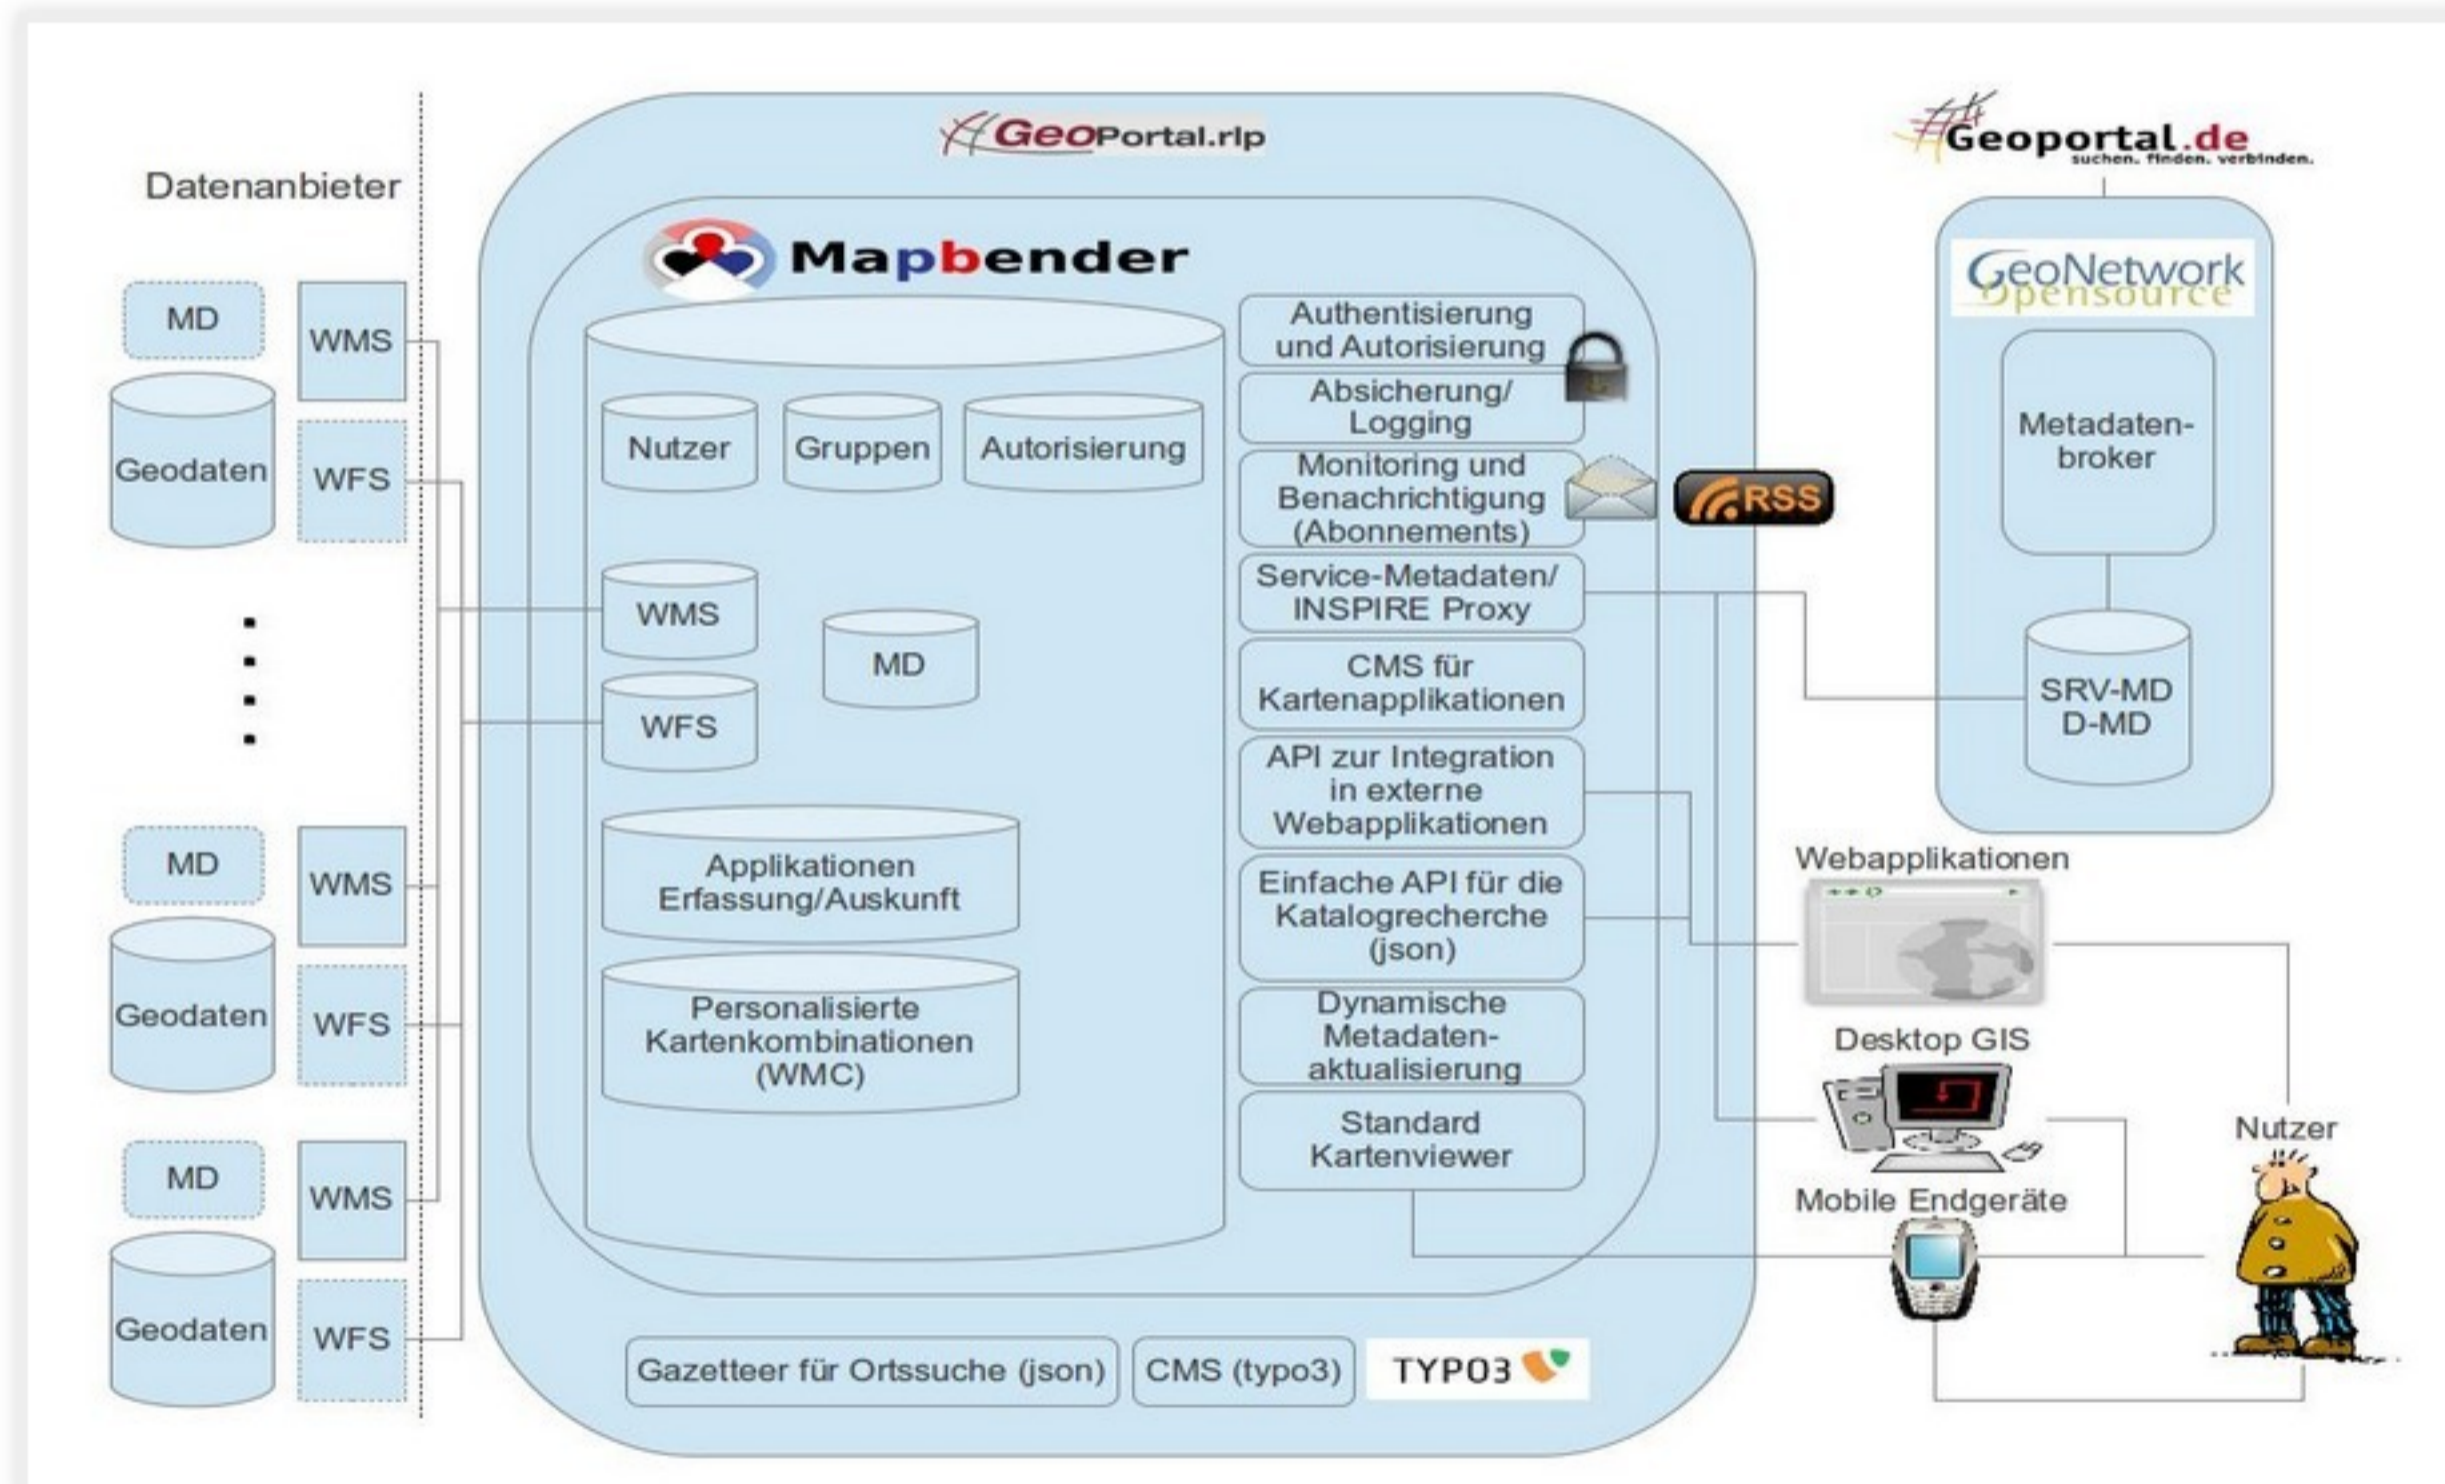 Datenanbieter
MD
WMS
Geodaten
WFS
MD
WMS
Geodaten
WFS
MD
WMS
Geodaten
WFS
GeoPortal.rlp
Mapbender
Nutzer
Gruppen
Autorisierung
WMS
MD
WFS
Applikationen
Erfassung/Auskunft
Personalisierte
Kartenkombinationen
(WMC)
Authentisierung
und Autorisierung
Absicherung/
Logging
Monitoring und
Benachrichtigung
(Abonnements)
RSS
Service-Metadaten/
INSPIRE Proxy
CMS für
Kartenapplikationen
API zur Integration
in externe
Webapplikationen
Einfache API für die
Katalogrecherche
(json)
Dynamische
Metadaten-
aktualisierung
Standard
Kartenviewer
Gazetteer für Ortssuche (json)
CMS (typo3)
TYPO3
Geoportal.de
suchen. finden. verbinden.
GeoNetwork
Opensource
Metadaten-
broker
SRV-MD
D-MD
Webapplikationen
Desktop GIS
Mobile Endgeräte
Nutzer